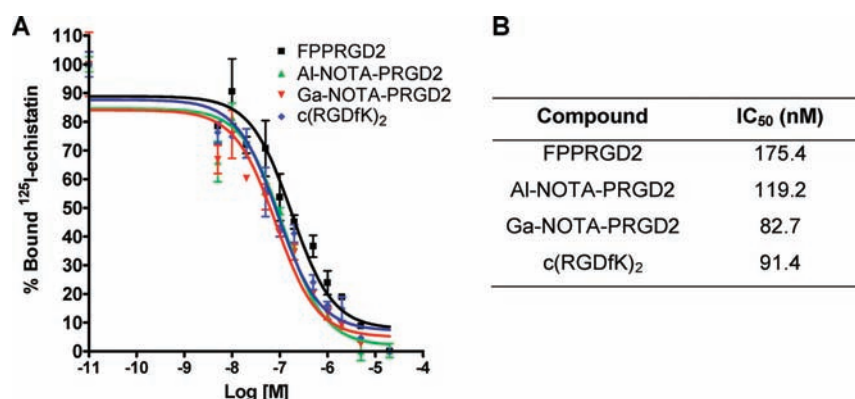 A
110
100
90
80
70
60
50
40
30
20
10
0
% Bound ¹²⁵I-echistatin
FPPRGD2
Al-NOTA-PRGD2
Ga-NOTA-PRGD2
c(RGDfK)₂
-11 -10 -9 -8 -7 -6 -5 -4
Log [M]
B
Compound IC₅₀ (nM)
FPPRGD2 175.4
Al-NOTA-PRGD2 119.2
Ga-NOTA-PRGD2 82.7
c(RGDfK)₂ 91.4